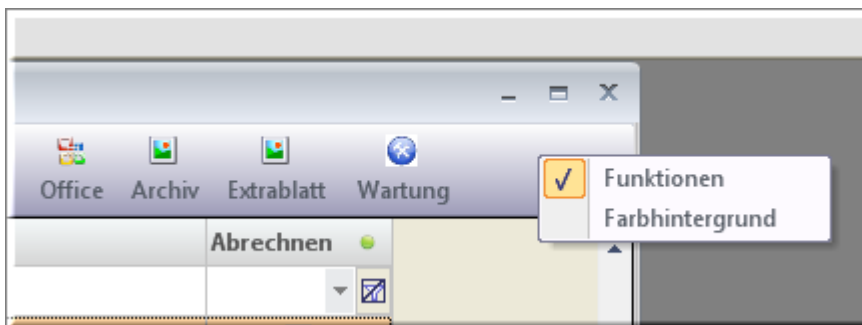 Office Archiv Extrablatt Wartung
Funktionen
Farbhintergrund
Abrechnen